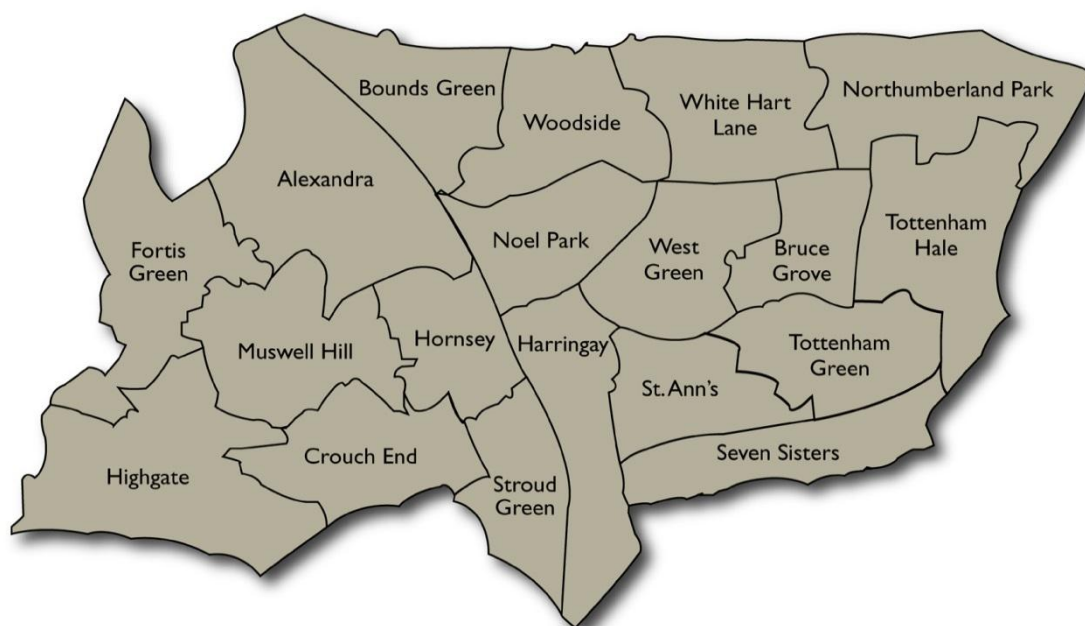 Bounds Green
Woodside
White Hart
Lane
Northumberland Park
Alexandra
Fortis
Green
Noel Park
West
Green
Bruce
Grove
Tottenham
Hale
Muswell Hill
Hornsey
Harringay
Tottenham
Green
St. Ann's
Highgate
Crouch End
Stroud
Green
Seven Sisters